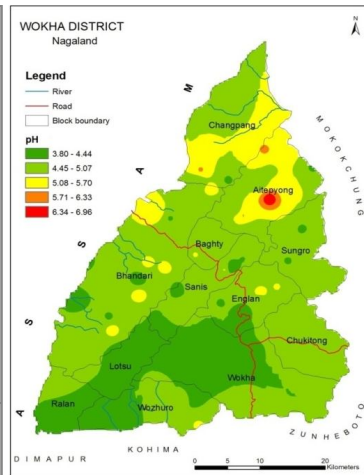 WOKHA DISTRICT
Nagaland
N
Legend
River
Road
Block boundary
pH
3.80 - 4.44
4.45 - 5.07
5.08 - 5.70
5.71 - 6.33
6.34 - 6.96
Changpang
Aitepyong
Baghty
Sungro
Bhandari
Sanis
Englan
Chukitong
Lotsu
Wokha
Ralan
Wozhuro
ASSAM
MOKOKCHUNG
ZUNHEBOTO
KOHIMA
DIMAPUR
0 5 10 20
Kilometers